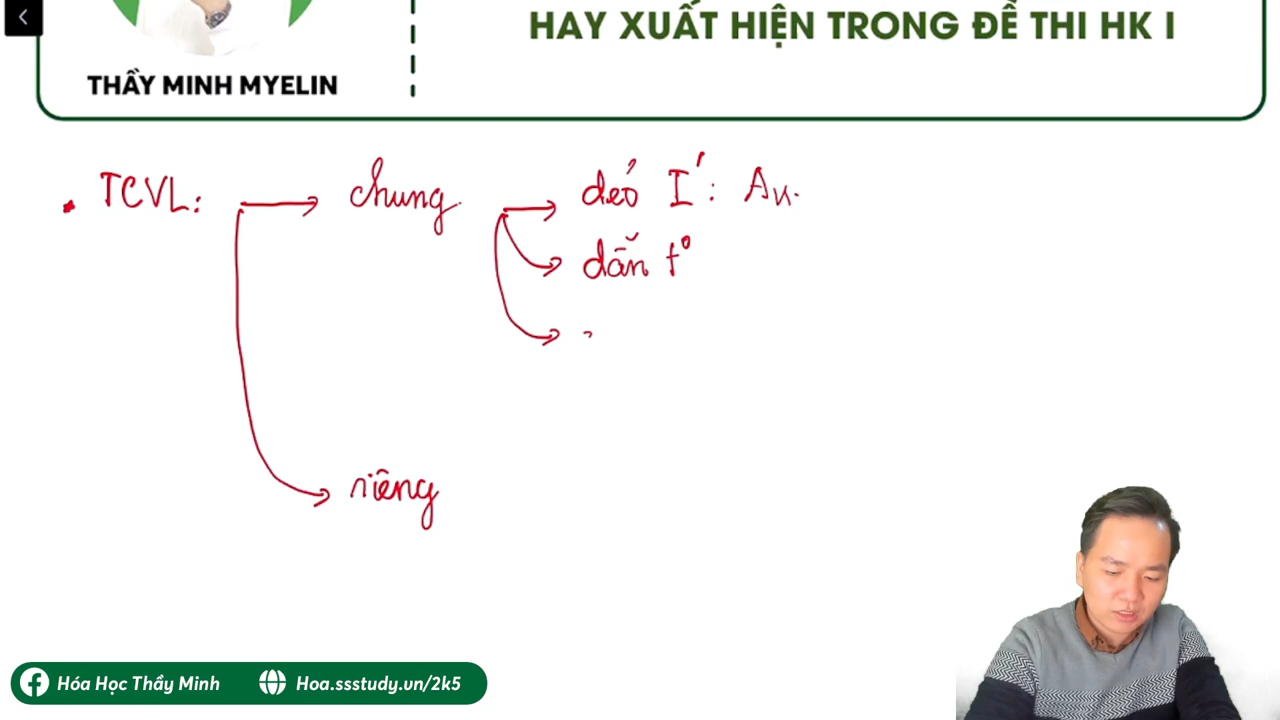 HAY XUẤT HIỆN TRONG ĐỀ THI HK I
THẦY MINH MYELIN
• TCVL: chung dẻo I': Au.
dẫn t°
riêng
Hóa Học Thầy Minh
Hoa.ssstudy.vn/2k5